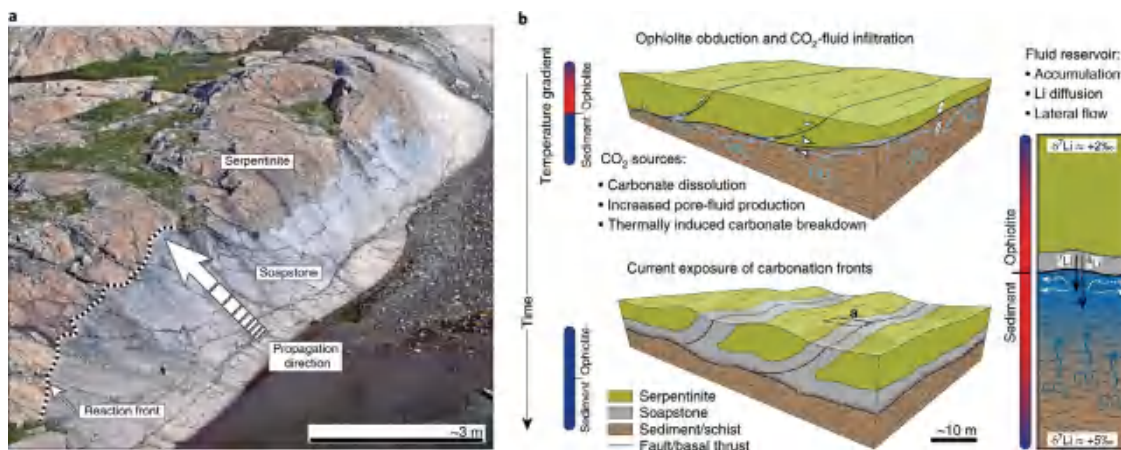 a
Serpentinite
Soapstone
Propagation
direction
Reaction front
~3 m
b
Ophiolite obduction and CO₂-fluid infiltration
Temperature gradient
Sediment Ophiolite
CO₂ sources:
• Carbonate dissolution
• Increased pore-fluid production
• Thermally induced carbonate breakdown
Current exposure of carbonation fronts
a
Time
Sediment Ophiolite
Serpentinite
Soapstone
Sediment/schist
Fault/basal thrust
~10 m
Fluid reservoir:
• Accumulation
• Li diffusion
• Lateral flow
Sediment Ophiolite
δ⁷Li ≈ +2‰
⁷Li ⁶Li
δ⁷Li ≈ +5‰